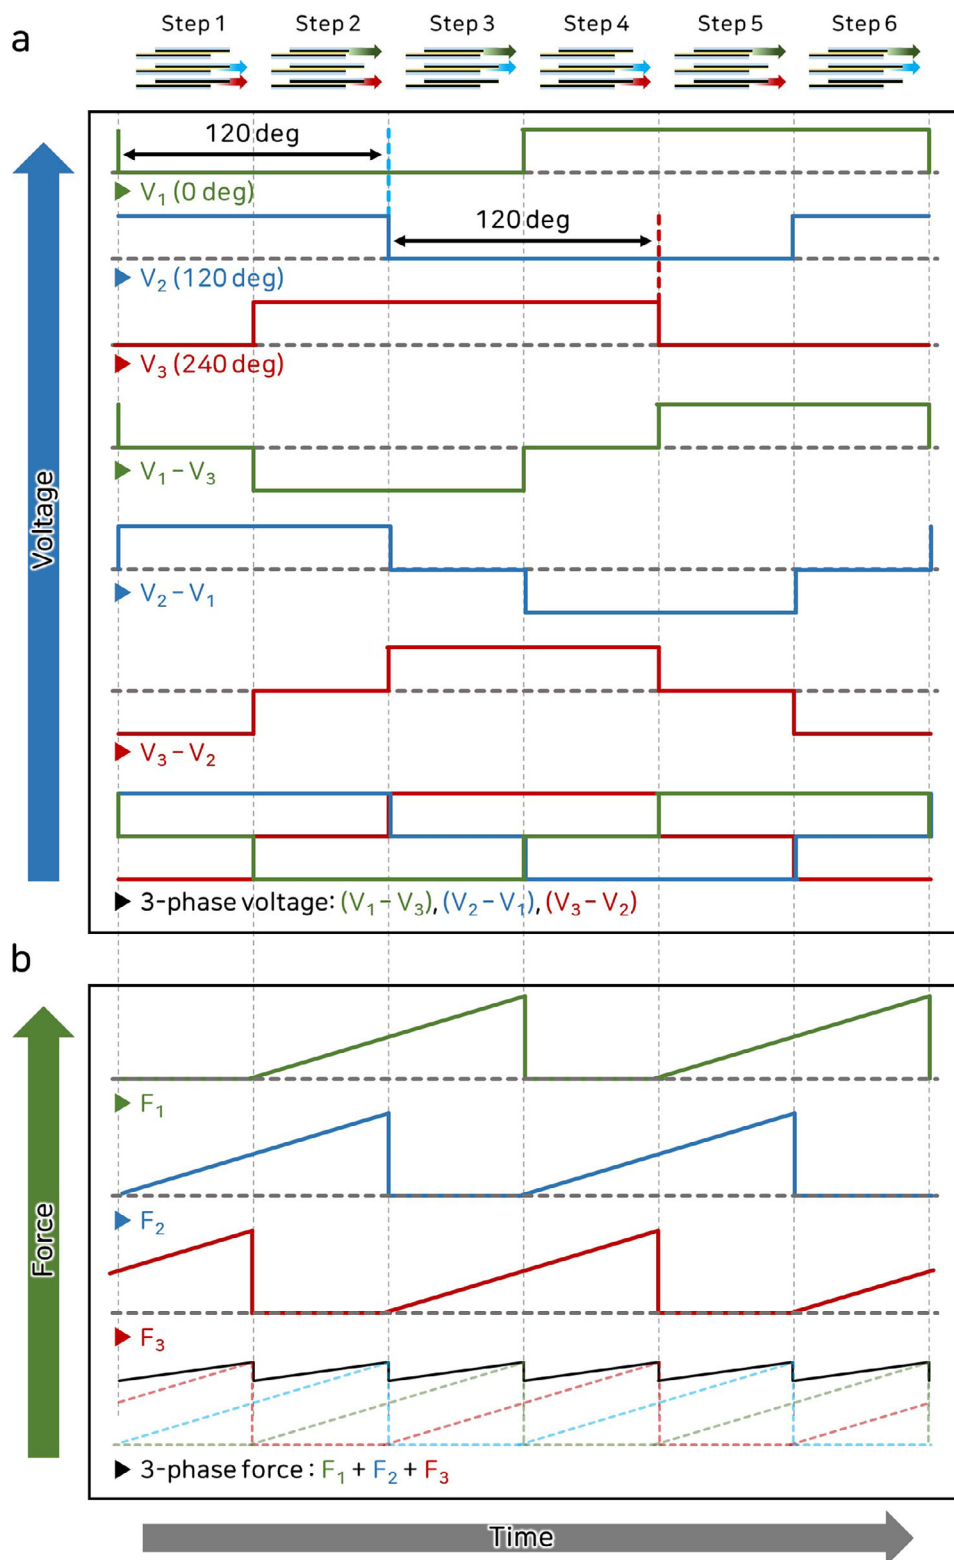 a
Step 1 Step 2 Step 3 Step 4 Step 5 Step 6
Voltage
120 deg
▶ V₁ (0 deg)
120 deg
▶ V₂ (120 deg)
▶ V₃ (240 deg)
▶ V₁ – V₃
▶ V₂ – V₁
▶ V₃ – V₂
▶ 3-phase voltage: (V₁ – V₃), (V₂ – V₁), (V₃ – V₂)
b
Force
▶ F₁
▶ F₂
▶ F₃
▶ 3-phase force : F₁ + F₂ + F₃
Time